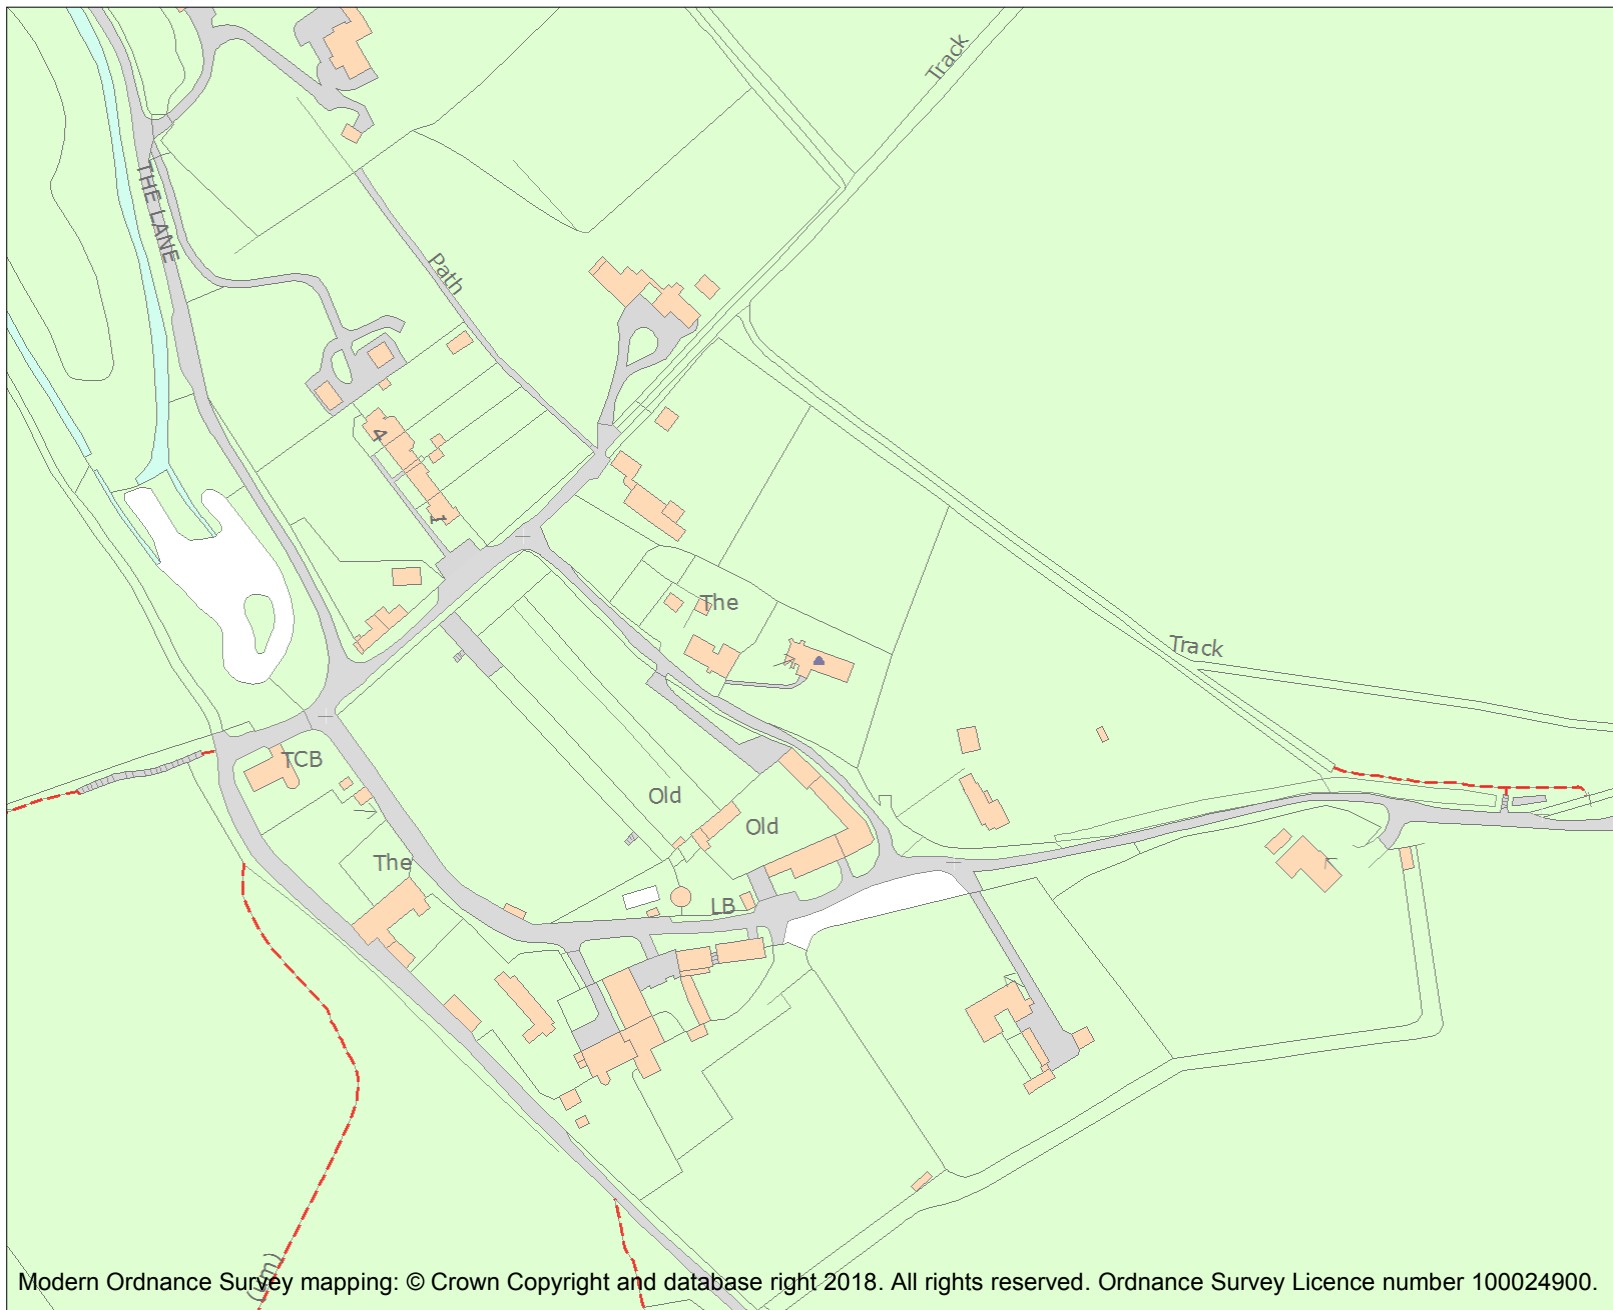 Track
THE LANE
Path
4
1
The
Track
TCB
Old
Old
The
LB
Modern Ordnance Survey mapping: © Crown Copyright and database right 2018. All rights reserved. Ordnance Survey Licence number 100024900.